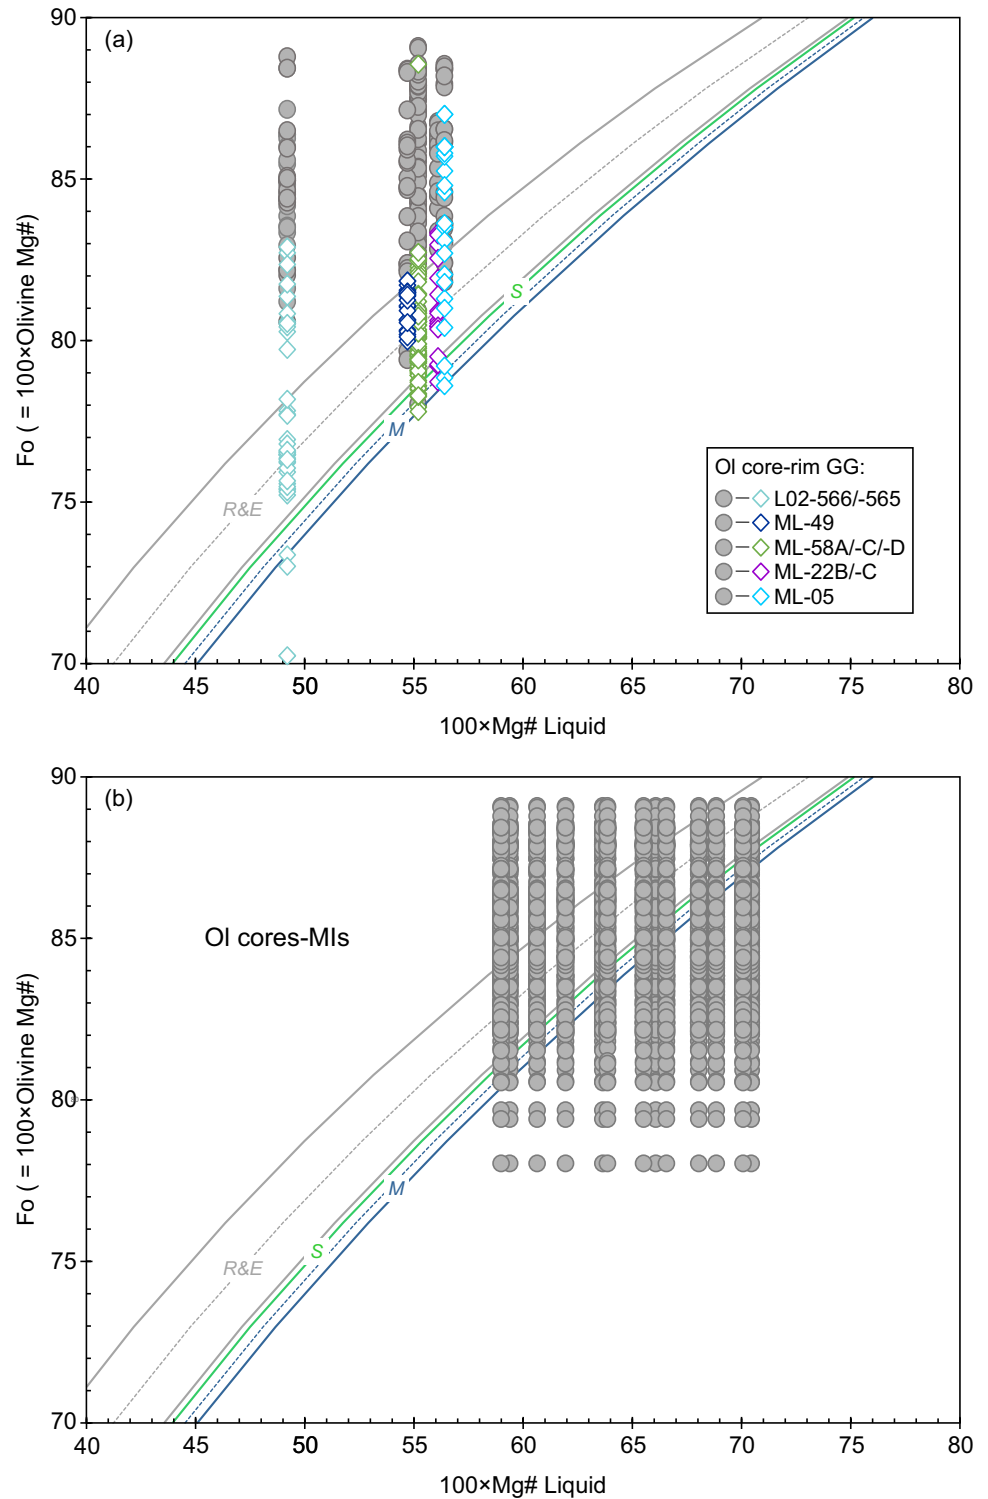 90
(a)
85
80
75
70
Fo ( = 100×Olivine Mg#)
S
M
R&E
Ol core-rim GG:
L02-566/-565
ML-49
ML-58A/-C/-D
ML-22B/-C
ML-05
40 45 50 55 60 65 70 75 80
100×Mg# Liquid
90
(b)
85
80
75
70
Fo ( = 100×Olivine Mg#)
Ol cores-MIs
M
S
R&E
40 45 50 55 60 65 70 75 80
100×Mg# Liquid